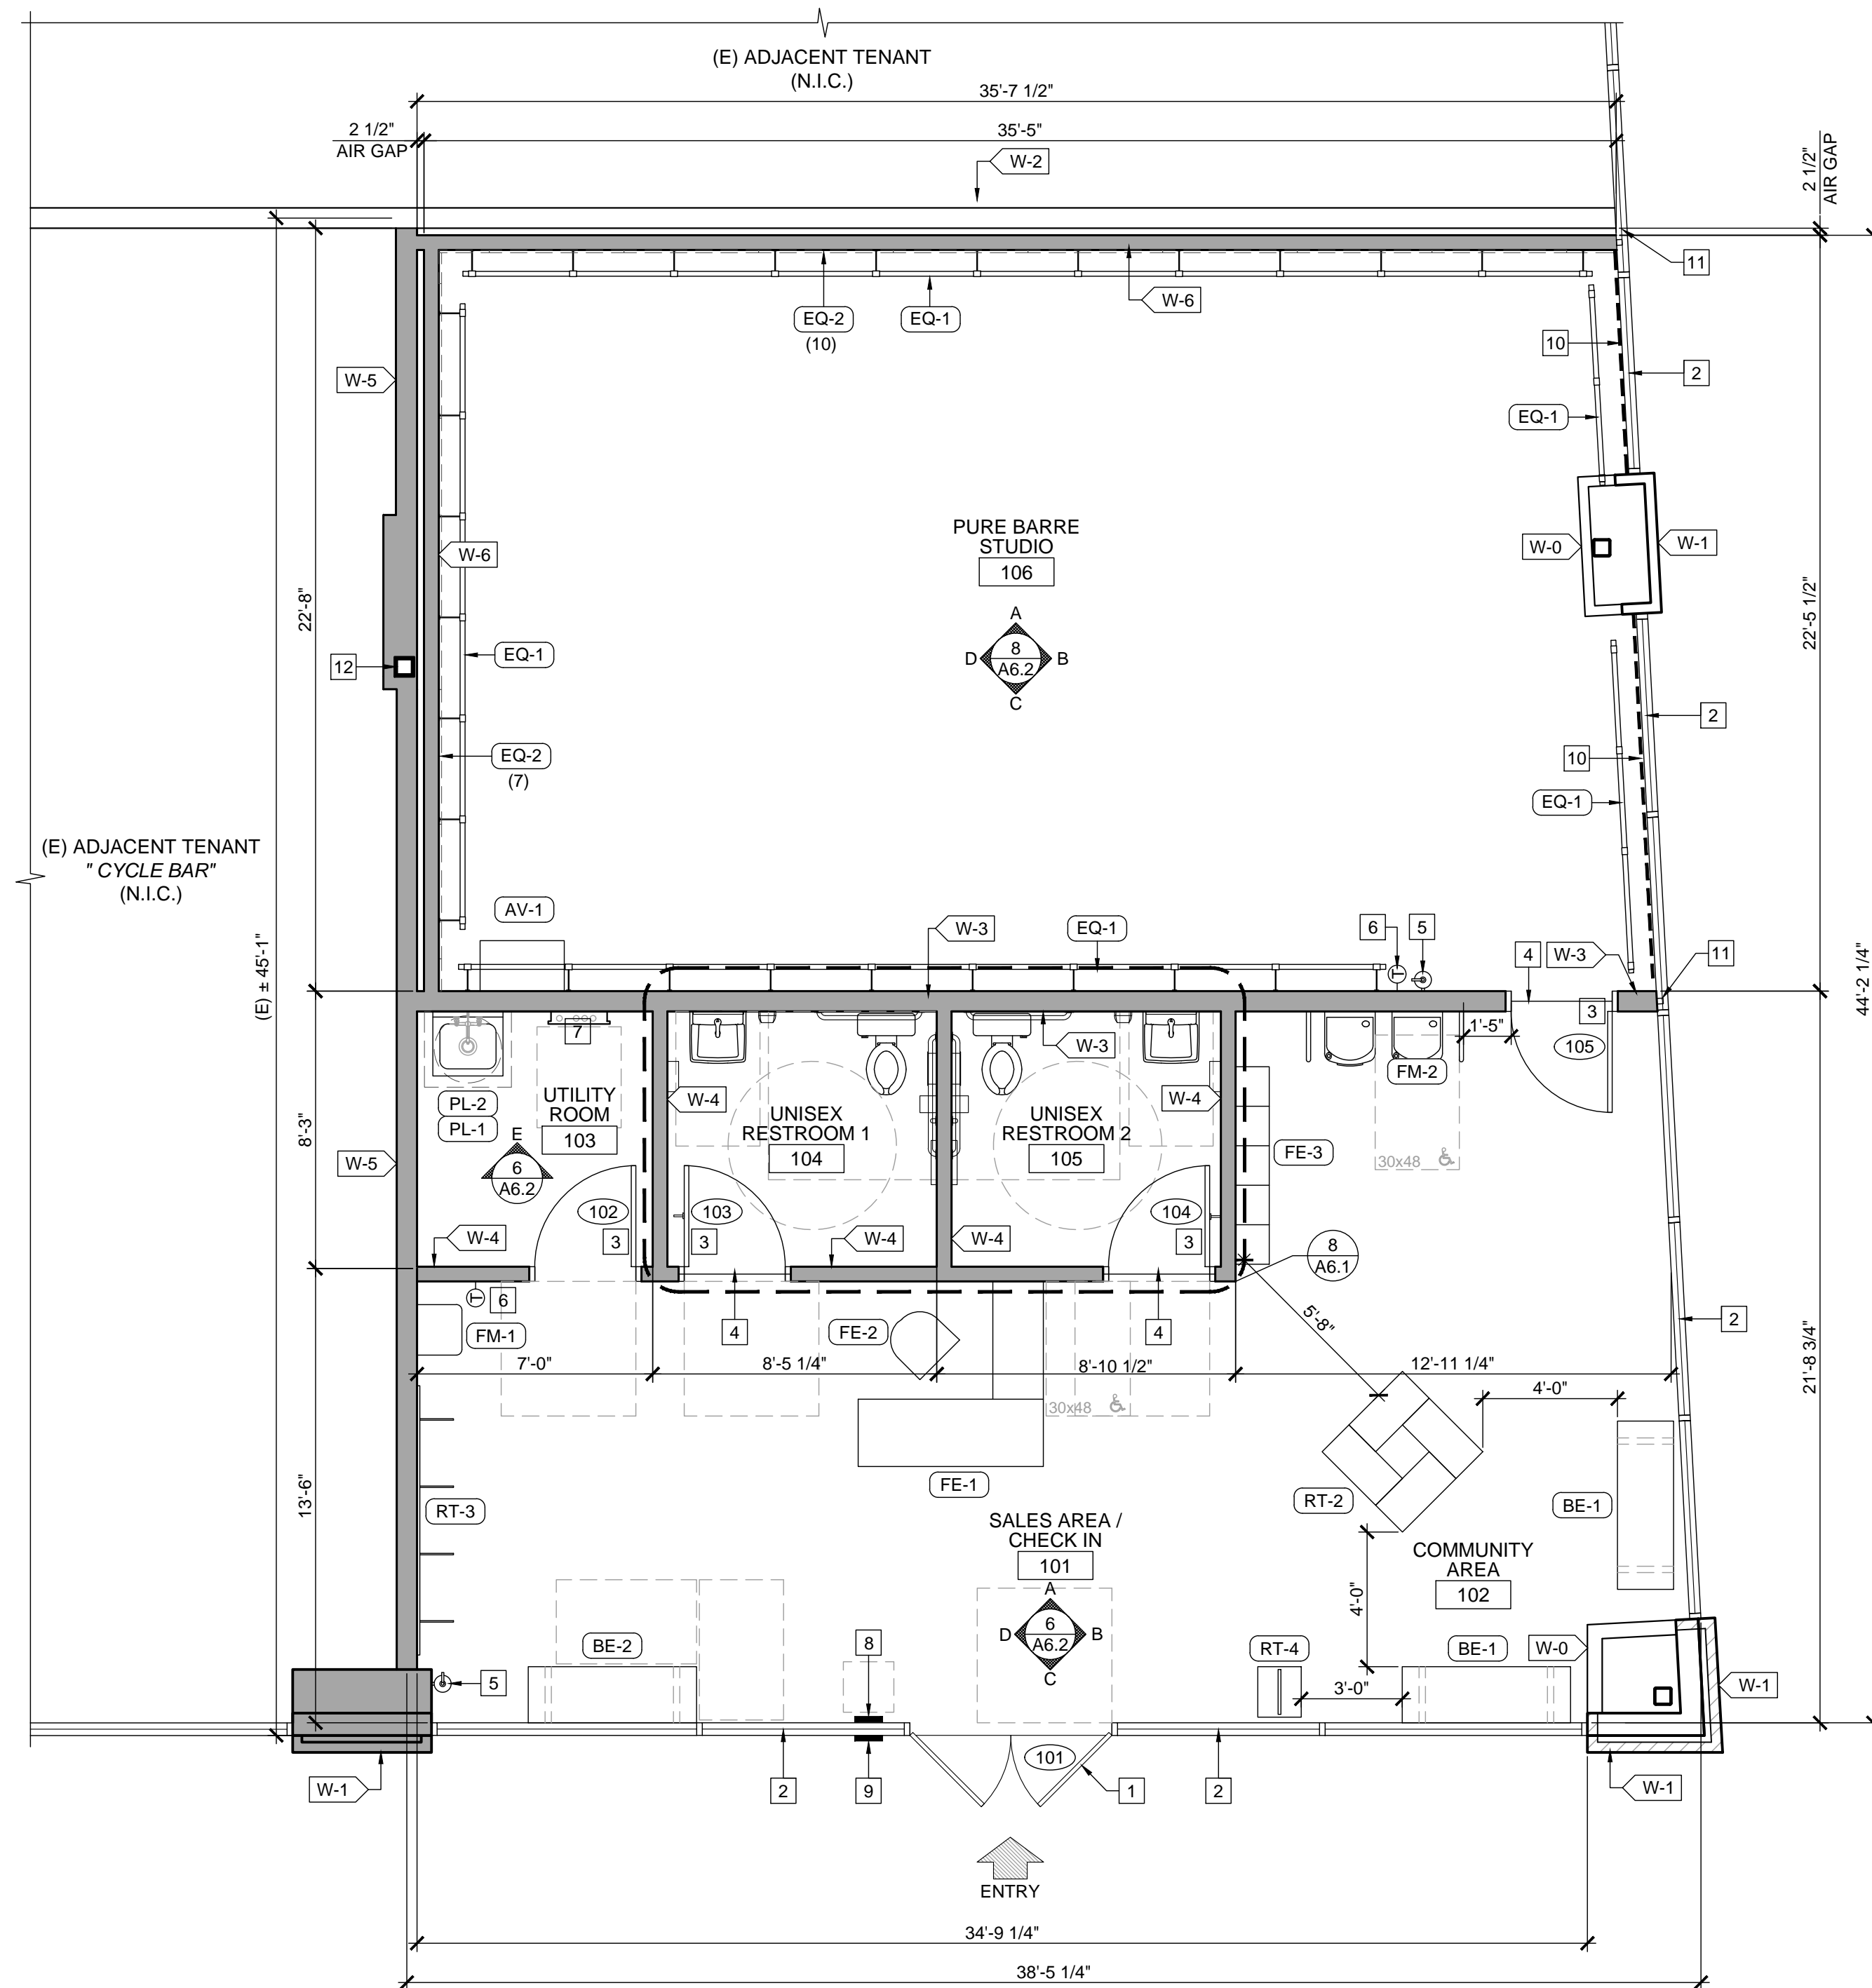 (E) ADJACENT TENANT
(N.I.C.)
35'-7 1/2"
2 1/2"
AIR GAP
35'-5"
W-2
2 1/2"
AIR GAP
11
W-6
EQ-2
(10)
EQ-1
10
2
W-5
EQ-1
PURE BARRE
STUDIO
106
W-6
W-0
W-1
22'-8"
22'-5 1/2"
A
8
D
B
A6.2
C
12
EQ-1
2
EQ-2
(7)
10
EQ-1
(E) ADJACENT TENANT
" CYCLE BAR"
(N.I.C.)
(E) ± 45'-1"
44'-2 1/4"
AV-1
W-3
EQ-1
6
5
4
W-3
11
3
7
1'-5"
105
W-3
FM-2
PL-2
PL-1
UTILITY
ROOM
103
W-4
UNISEX
RESTROOM 1
104
UNISEX
RESTROOM 2
105
W-4
8'-3"
E
6
A6.2
W-5
FE-3
30x48
102
3
103
3
104
3
W-4
W-4
W-4
8
A6.1
6
FM-1
4
FE-2
4
5'-8"
2
7'-0"
8'-5 1/4"
8'-10 1/2"
12'-11 1/4"
21'-8 3/4"
4'-0"
30x48
FE-1
13'-6"
RT-3
RT-2
BE-1
SALES AREA /
CHECK IN
101
COMMUNITY
AREA
102
A
6
D
B
A6.2
C
4'-0"
BE-2
8
RT-4
BE-1
W-0
5
3'-0"
W-1
W-1
2
9
101
1
2
W-1
ENTRY
34'-9 1/4"
38'-5 1/4"